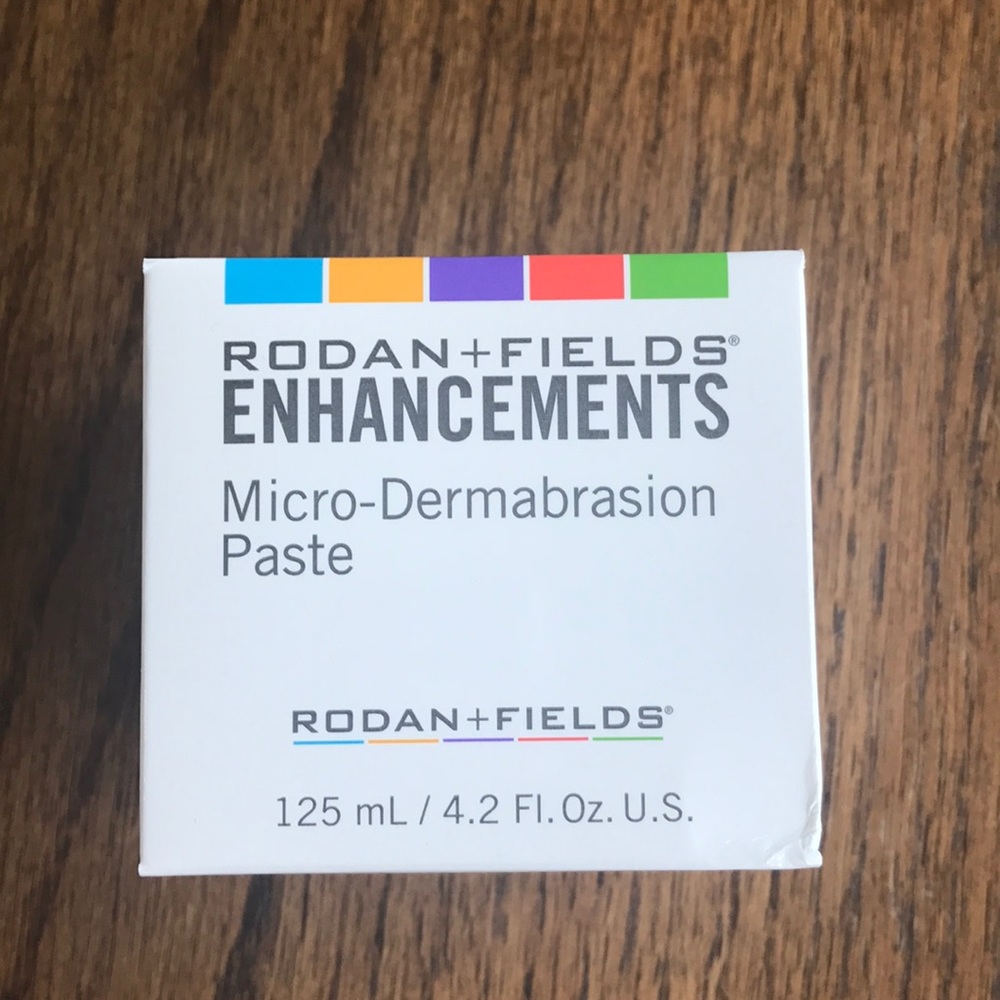 RODAN+FIELDS®
ENHANCEMENTS
Micro-Dermabrasion
Paste
RODAN+FIELDS®
125 mL / 4.2 Fl. Oz. U.S.